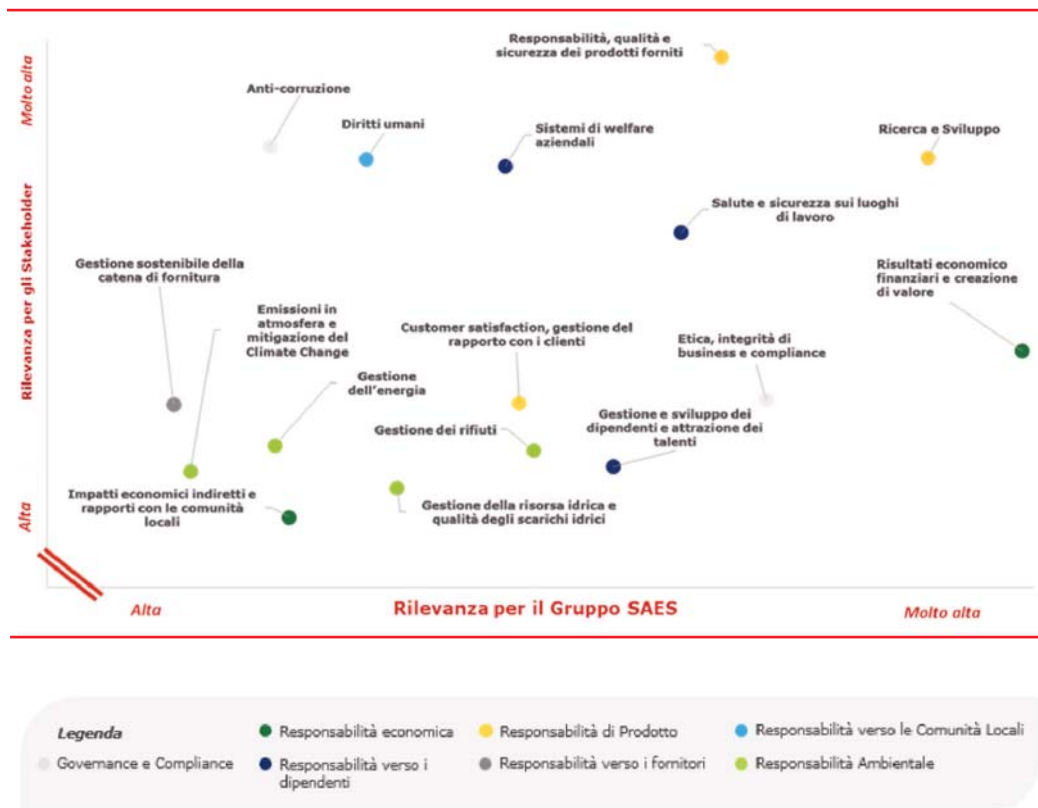 Molto alta
Rilevanza per gli Stakeholder
Alta
Responsabilità, qualità e
sicurezza dei prodotti forniti
Anti-corruzione
Diritti umani
Sistemi di welfare
aziendali
Ricerca e Sviluppo
Salute e sicurezza sui luoghi
di lavoro
Gestione sostenibile della
catena di fornitura
Risultati economico
finanziari e creazione
di valore
Emissioni in
atmosfera e
mitigazione del
Climate Change
Customer satisfaction, gestione del
rapporto con i clienti
Etica, integrità di
business e compliance
Gestione
dell'energia
Gestione dei rifiuti
Gestione e sviluppo dei
dipendenti e attrazione dei
talenti
Impatti economici indiretti e
rapporti con le comunità
locali
Gestione della risorsa idrica e
qualità degli scarichi idrici
Alta
Rilevanza per il Gruppo SAES
Molto alta
Legenda
Governance e Compliance
Responsabilità economica
Responsabilità verso i
dipendenti
Responsabilità di Prodotto
Responsabilità verso i fornitori
Responsabilità verso le Comunità Locali
Responsabilità Ambientale